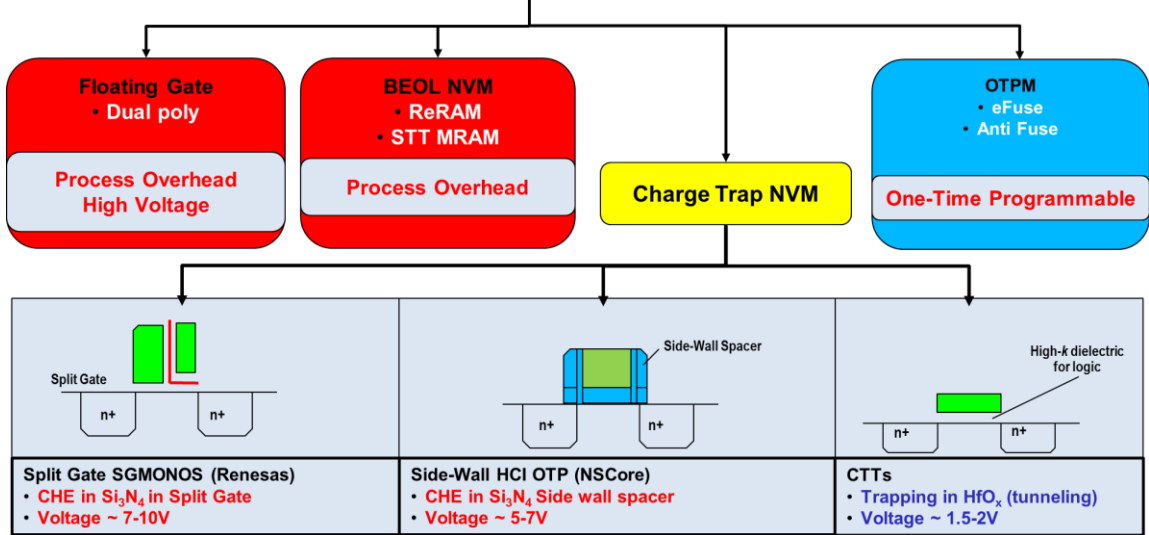 Floating Gate
• Dual poly
Process Overhead
High Voltage
BEOL NVM
• ReRAM
• STT MRAM
Process Overhead
Charge Trap NVM
OTPM
• eFuse
• Anti Fuse
One-Time Programmable
Split Gate
n+
n+
Side-Wall Spacer
n+
n+
High-k dielectric
for logic
n+
n+
Split Gate SGMONOS (Renesas)
• CHE in Si₃N₄ in Split Gate
• Voltage ~ 7-10V
Side-Wall HCI OTP (NSCore)
• CHE in Si₃N₄ Side wall spacer
• Voltage ~ 5-7V
CTTs
• Trapping in HfOₓ (tunneling)
• Voltage ~ 1.5-2V